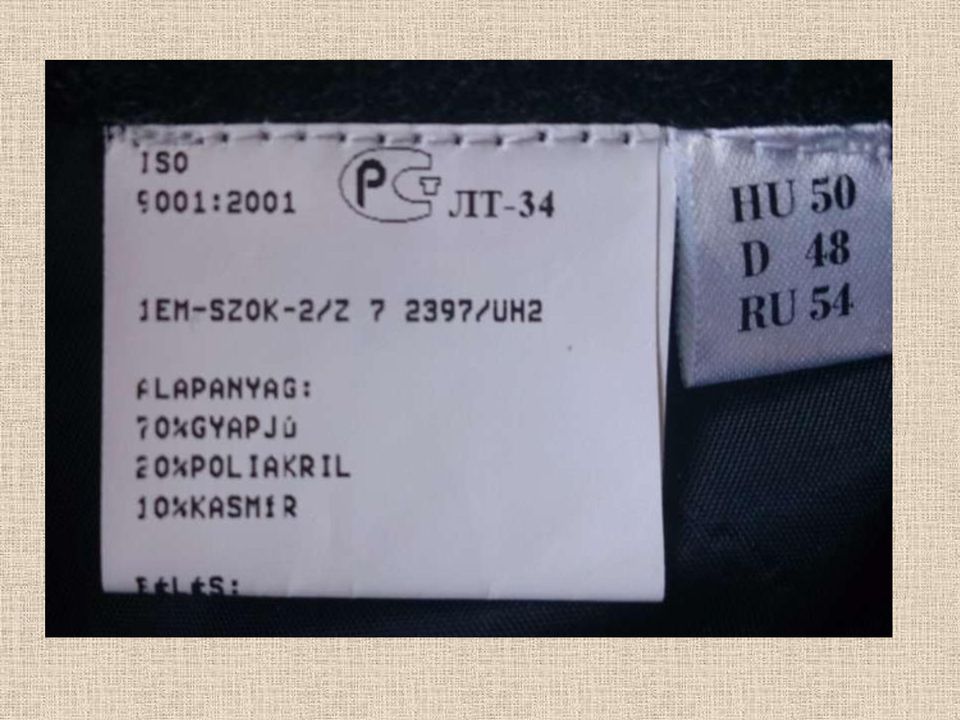 ISO
9001:2001
РСТ ЛТ-34
1EM-SZOK-2/Z 7 2397/UH2
ALAPANYAG:
70%GYAPJú
20%POLIAKRIL
10%KASMíR
HU 50
D 48
RU 54